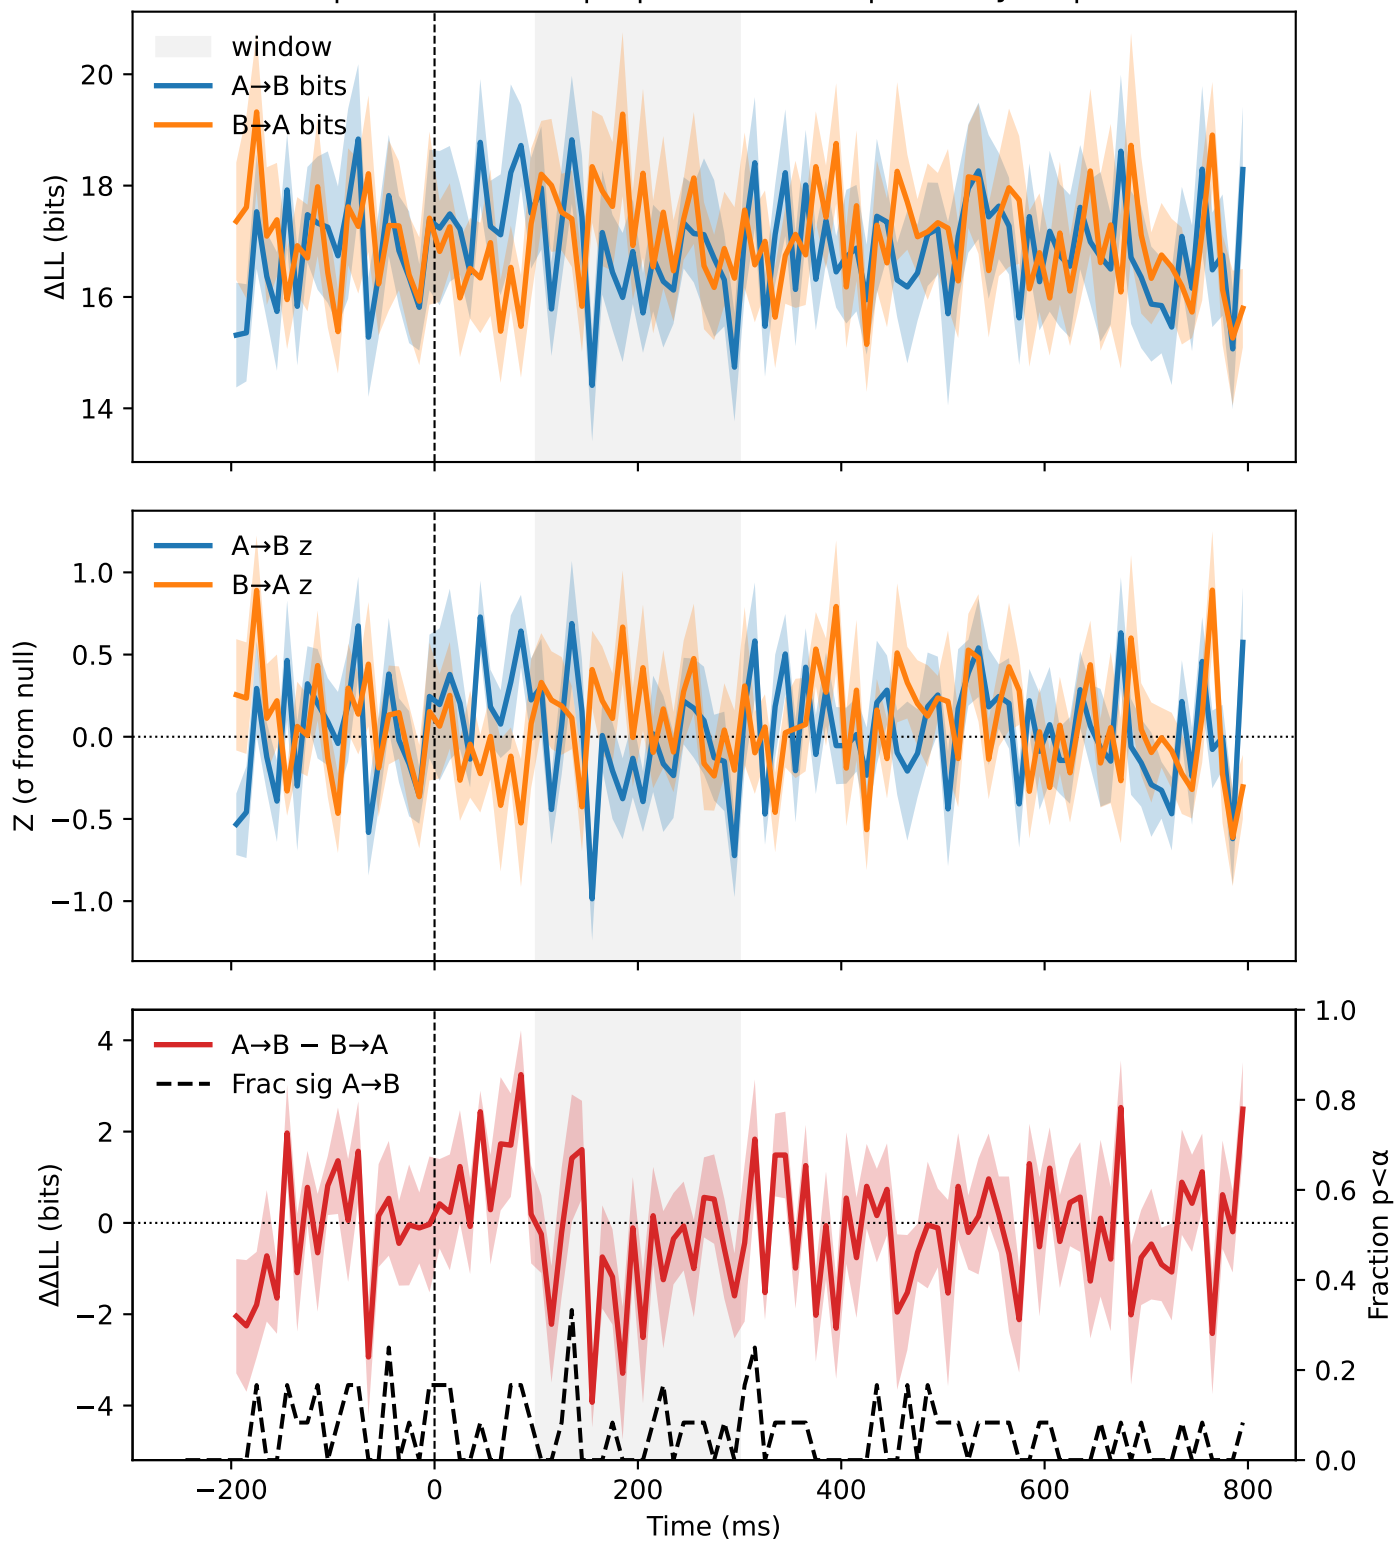 window
A→B bits
B→A bits
20
18
16
14
ΔLL (bits)
A→B z
B→A z
1.0
0.5
0.0
−0.5
−1.0
Z (σ from null)
A→B − B→A
Frac sig A→B
4
2
0
−2
−4
ΔΔLL (bits)
1.0
0.8
0.6
0.4
0.2
0.0
Fraction p<α
−200 0 200 400 600 800
Time (ms)